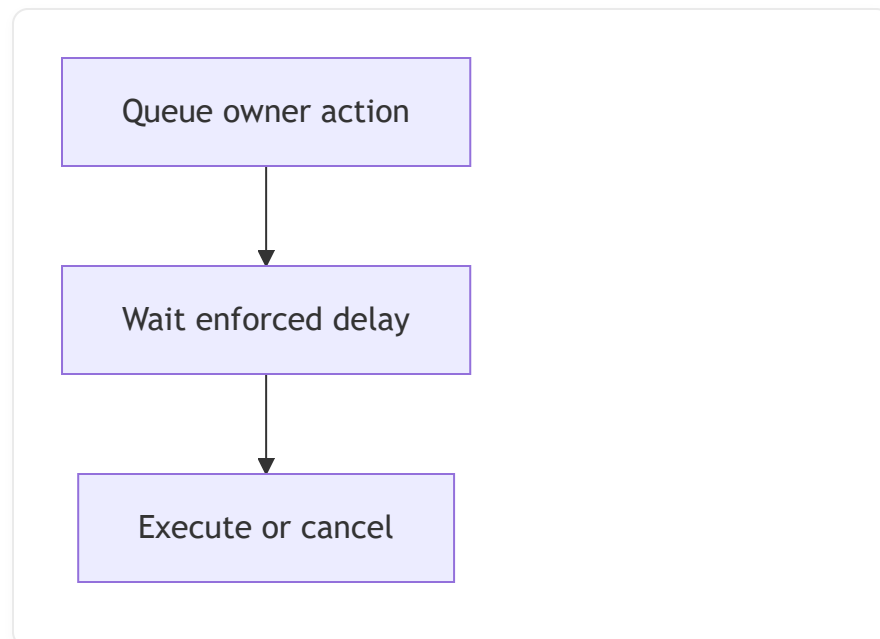 Queue owner action
Wait enforced delay
Execute or cancel